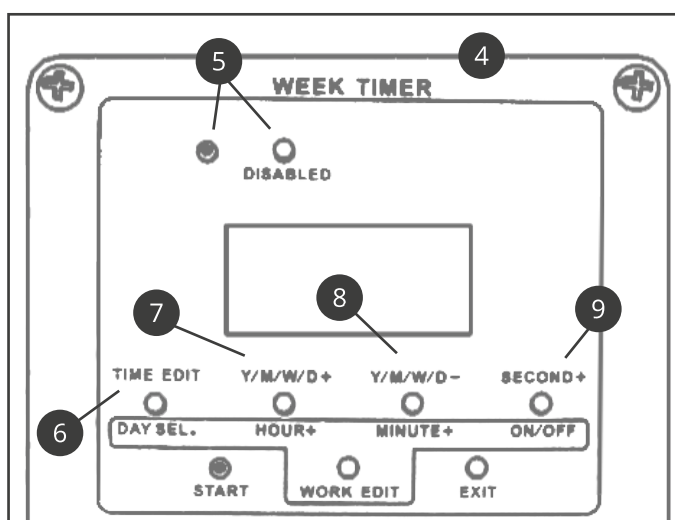 4
5
WEEK TIMER
DISABLED
8
7
9
TIME EDIT Y/M/W/D+ Y/M/W/D- SECOND+
6
DAY SEL. HOUR+ MINUTE+ ON/OFF
START WORK EDIT EXIT